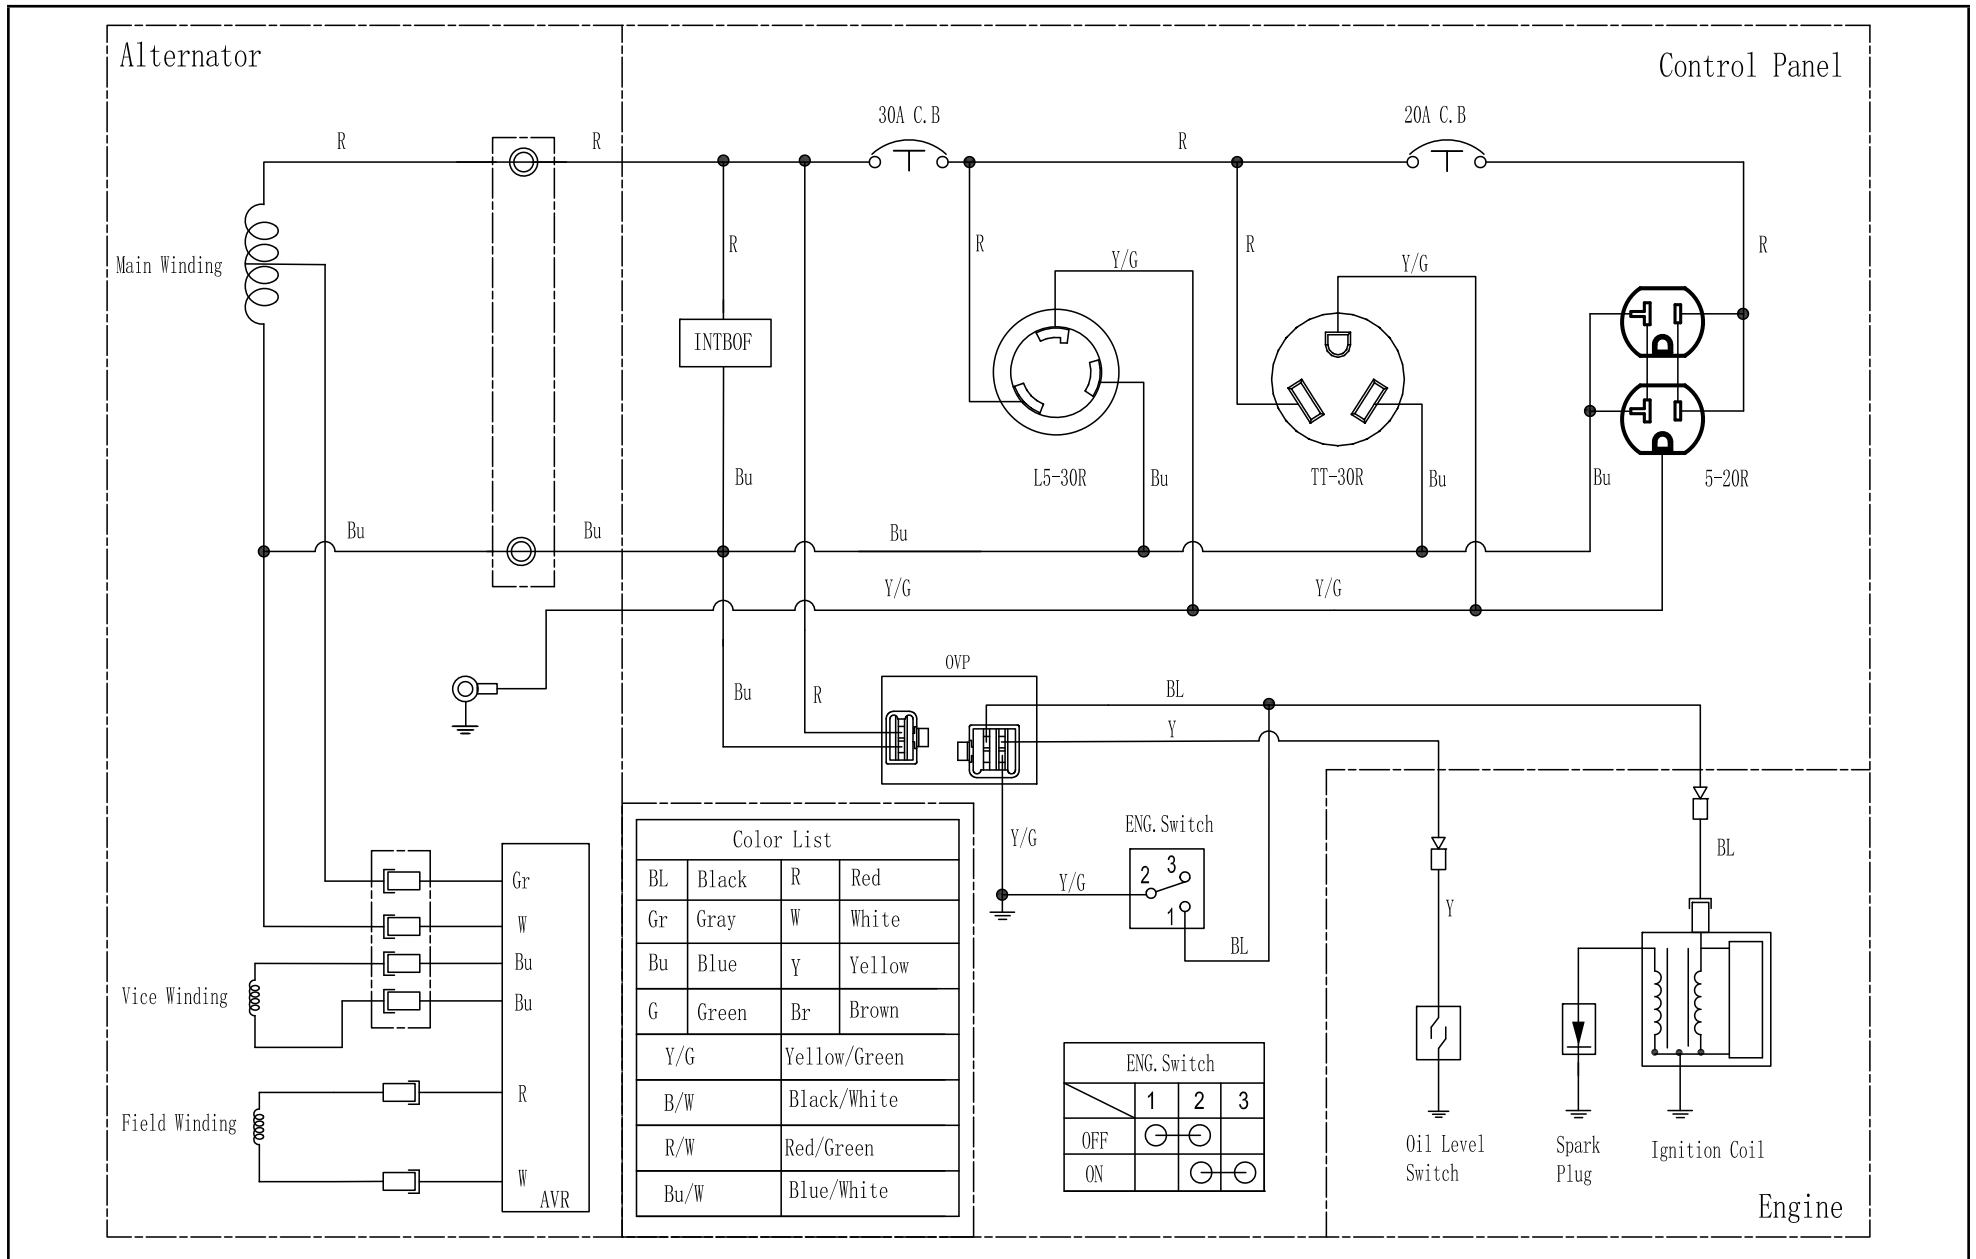 Alternator
Control Panel
30A C.B
20A C.B
R
R
R
R
R
R
R
Main Winding
Y/G
Y/G
INTBOF
Bu
L5-30R
Bu
TT-30R
Bu
Bu
5-20R
Bu
Bu
Bu
Y/G
Y/G
OVP
Bu
R
BL
Y
Y/G
ENG.Switch
2
3
1
Y/G
BL
BL
Y
Color List
BL Black R Red
Gr Gray W White
Bu Blue Y Yellow
G Green Br Brown
Y/G Yellow/Green
B/W Black/White
R/W Red/Green
Bu/W Blue/White
Gr
W
Bu
Bu
R
W
AVR
Vice Winding
Field Winding
ENG.Switch
1 2 3
OFF
ON
Oil Level
Switch
Spark
Plug
Ignition Coil
Engine